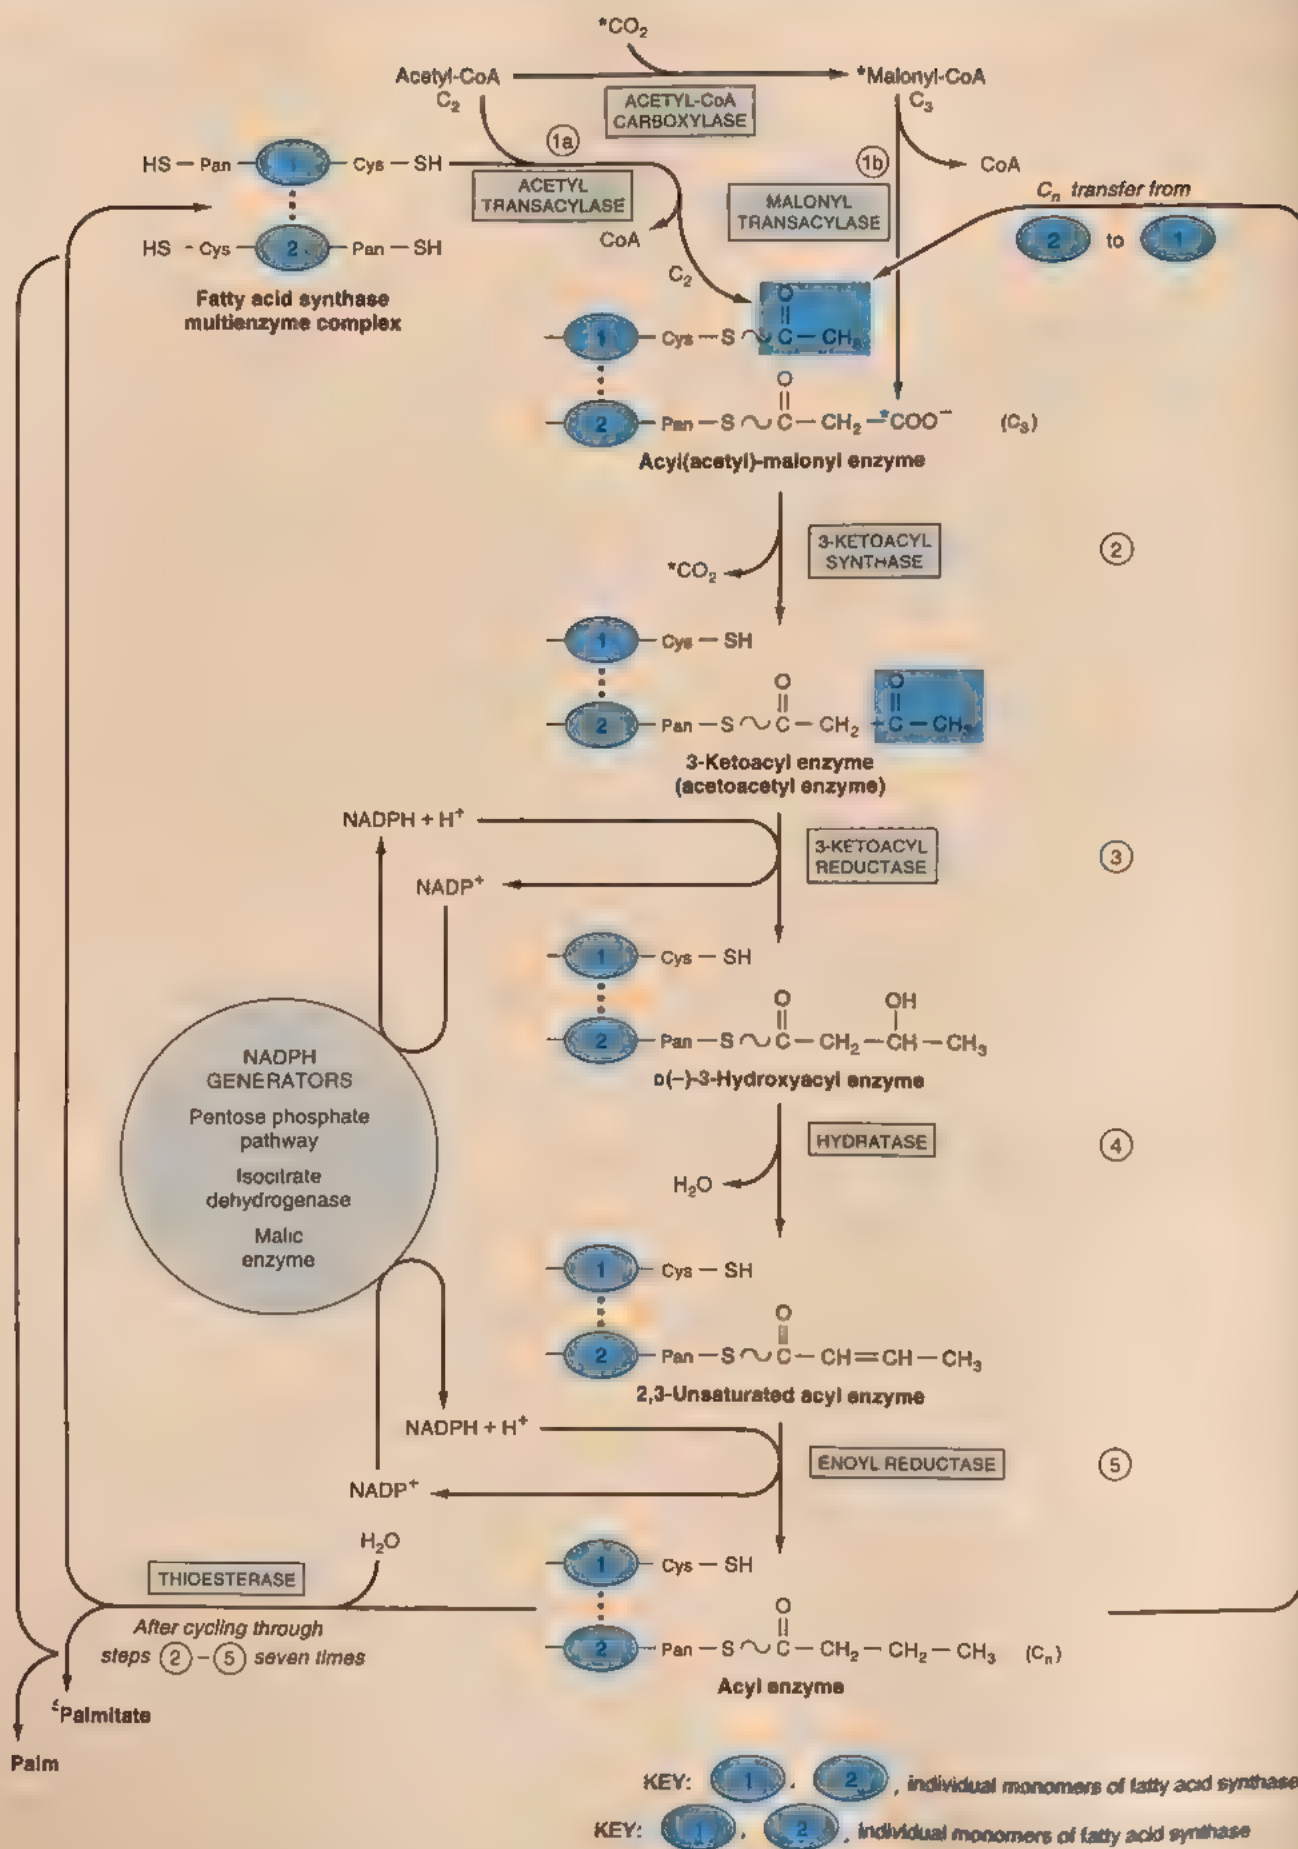 *CO₂
Acetyl-CoA
C₂
*Malonyl-CoA
C₃
ACETYL-CoA
CARBOXYLASE
1a
1b
HS – Pan – 1 – Cys – SH
CoA
ACETYL
TRANSACYLASE
MALONYL
TRANSACYLASE
Cₙ transfer from
2 to 1
HS – Cys – 2 – Pan – SH
CoA
C₂
Fatty acid synthase
multienzyme complex
O
1 – Cys – S ~ C – CH₃
O
2 – Pan – S ~ C – CH₂ – *COO⁻ (C₃)
Acyl(acetyl)-malonyl enzyme
3-KETOACYL
SYNTHASE
2
*CO₂
1 – Cys – SH
O O
2 – Pan – S ~ C – CH₂ – C – CH₃
3-Ketoacyl enzyme
(acetoacetyl enzyme)
NADPH + H⁺
3-KETOACYL
REDUCTASE
3
NADP⁺
1 – Cys – SH
O OH
2 – Pan – S ~ C – CH₂ – CH – CH₃
D(–)-3-Hydroxyacyl enzyme
NADPH
GENERATORS
Pentose phosphate
pathway
Isocitrate
dehydrogenase
Malic
enzyme
HYDRATASE
4
H₂O
1 – Cys – SH
O
2 – Pan – S ~ C – CH = CH – CH₃
2,3-Unsaturated acyl enzyme
NADPH + H⁺
ENOYL REDUCTASE
5
NADP⁺
H₂O
THIOESTERASE
1 – Cys – SH
After cycling through
steps 2 – 5 seven times
O
2 – Pan – S ~ C – CH₂ – CH₂ – CH₃ (Cₙ)
Acyl enzyme
Palmitate
Palm
KEY: 1 , 2 , individual monomers of fatty acid synthase
KEY: 1 , 2 , individual monomers of fatty acid synthase